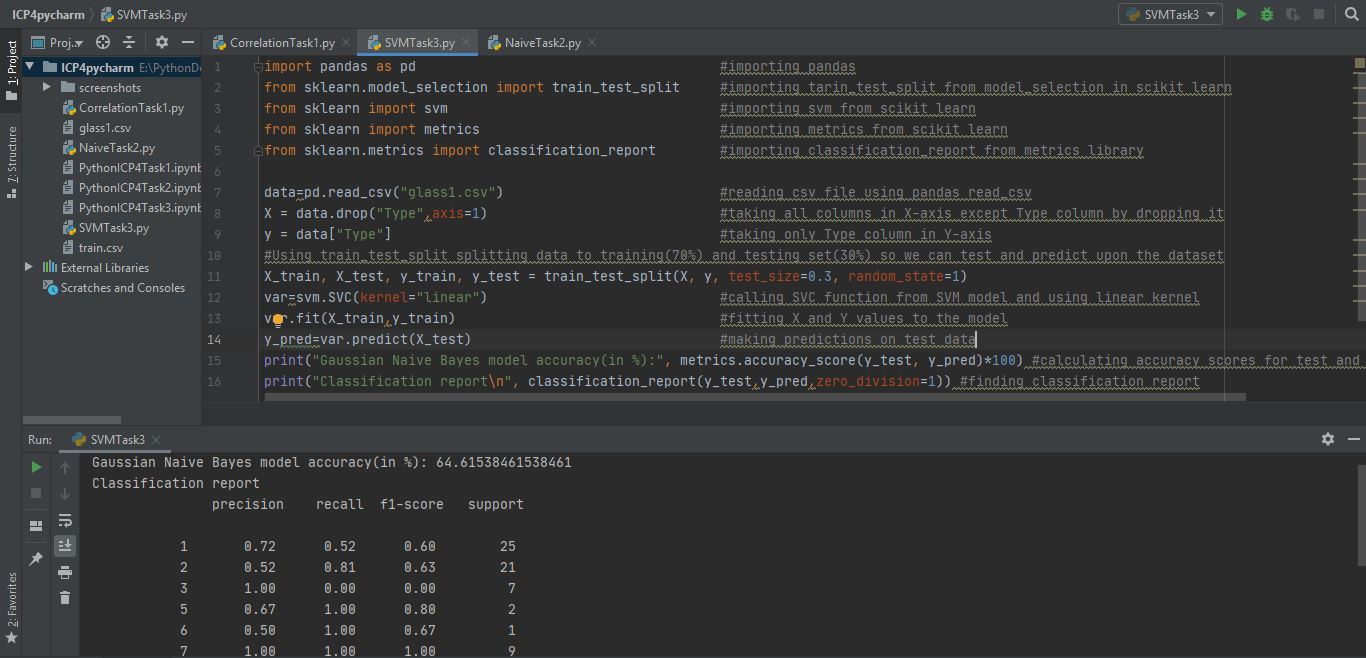 ICP4pycharm SVMTask3.py SVMTask3
Proj.. CorrelationTask1.py SVMTask3.py NaiveTask2.py
1: Project
7: Structure
2: Favorites
ICP4pycharm E:\PythonDe
screenshots
CorrelationTask1.py
glass1.csv
NaiveTask2.py
PythonICP4Task1.ipynb
PythonICP4Task2.ipynb
PythonICP4Task3.ipynb
SVMTask3.py
train.csv
External Libraries
Scratches and Consoles
1 import pandas as pd #importing pandas
2 from sklearn.model_selection import train_test_split #importing tarin_test_split from model_selection in scikit learn
3 from sklearn import svm #importing svm from scikit learn
4 from sklearn import metrics #importing metrics from scikit learn
5 from sklearn.metrics import classification_report #importing classification_report from metrics library
6
7 data=pd.read_csv("glass1.csv") #reading csv file using pandas read_csv
8 X = data.drop("Type",axis=1) #taking all columns in X-axis except Type column by dropping it
9 y = data["Type"] #taking only Type column in Y-axis
10 #Using train_test_split splitting data to training(70%) and testing set(30%) so we can test and predict upon the dataset
11 X_train, X_test, y_train, y_test = train_test_split(X, y, test_size=0.3, random_state=1)
12 var=svm.SVC(kernel="linear") #calling SVC function from SVM model and using linear kernel
13 var.fit(X_train,y_train) #fitting X and Y values to the model
14 y_pred=var.predict(X_test) #making predictions on test data
15 print("Gaussian Naive Bayes model accuracy(in %):", metrics.accuracy_score(y_test, y_pred)*100) #calculating accuracy scores for test and
16 print("Classification report\n", classification_report(y_test,y_pred,zero_division=1)) #finding classification report
Run: SVMTask3
Gaussian Naive Bayes model accuracy(in %): 64.61538461538461
Classification report
precision recall f1-score support
1 0.72 0.52 0.60 25
2 0.52 0.81 0.63 21
3 1.00 0.00 0.00 7
5 0.67 1.00 0.80 2
6 0.50 1.00 0.67 1
7 1.00 1.00 1.00 9